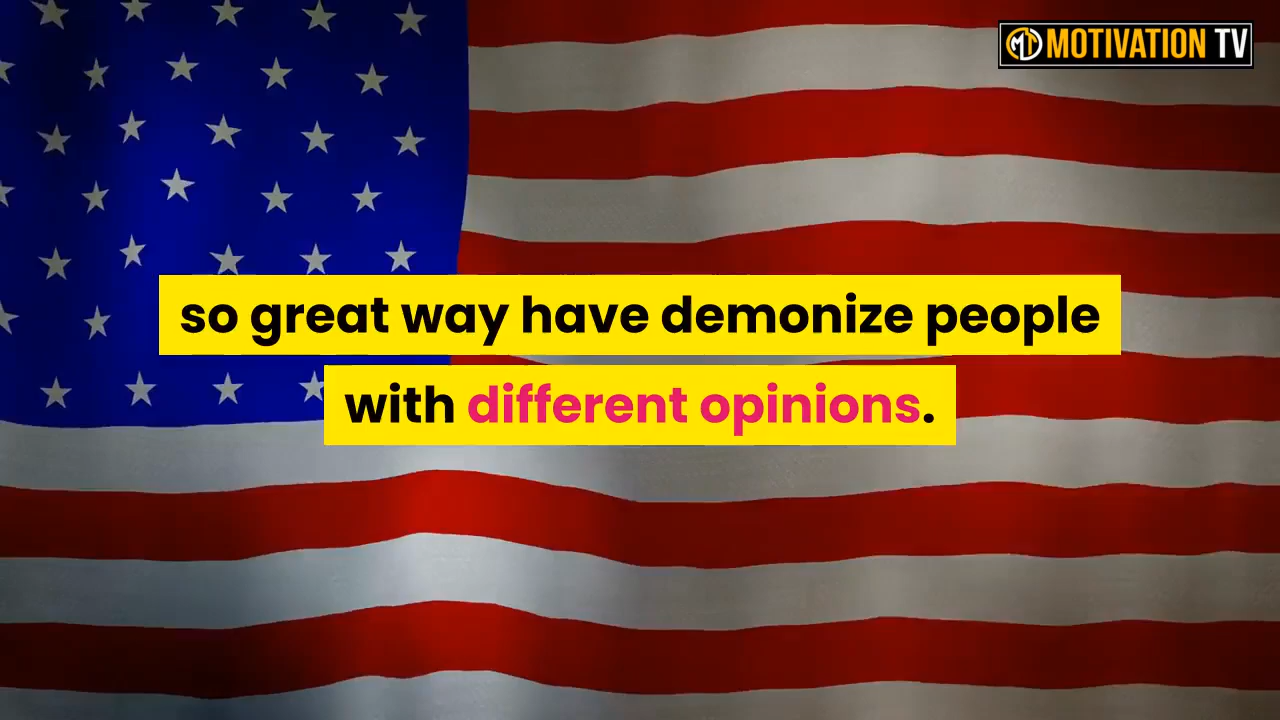 MOTIVATION TV
so great way have demonize people
with different opinions.